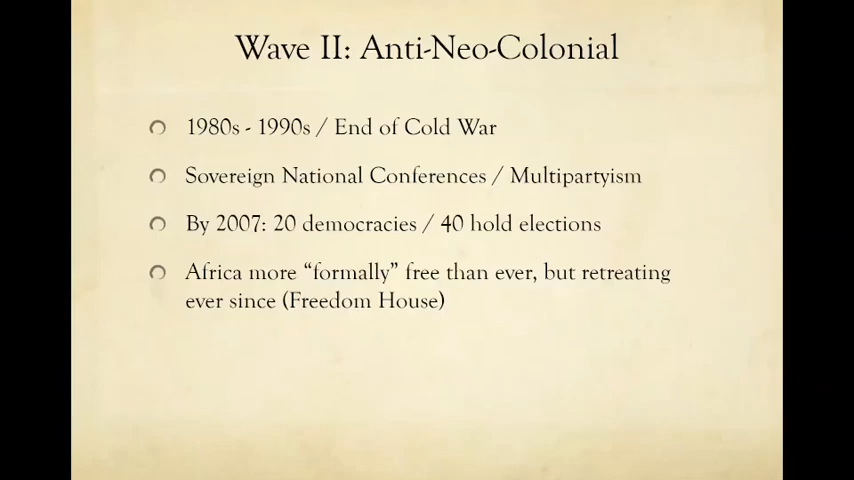 Wave II: Anti-Neo-Colonial
1980s - 1990s / End of Cold War
Sovereign National Conferences / Multipartyism
By 2007: 20 democracies / 40 hold elections
Africa more “formally” free than ever, but retreating
ever since (Freedom House)